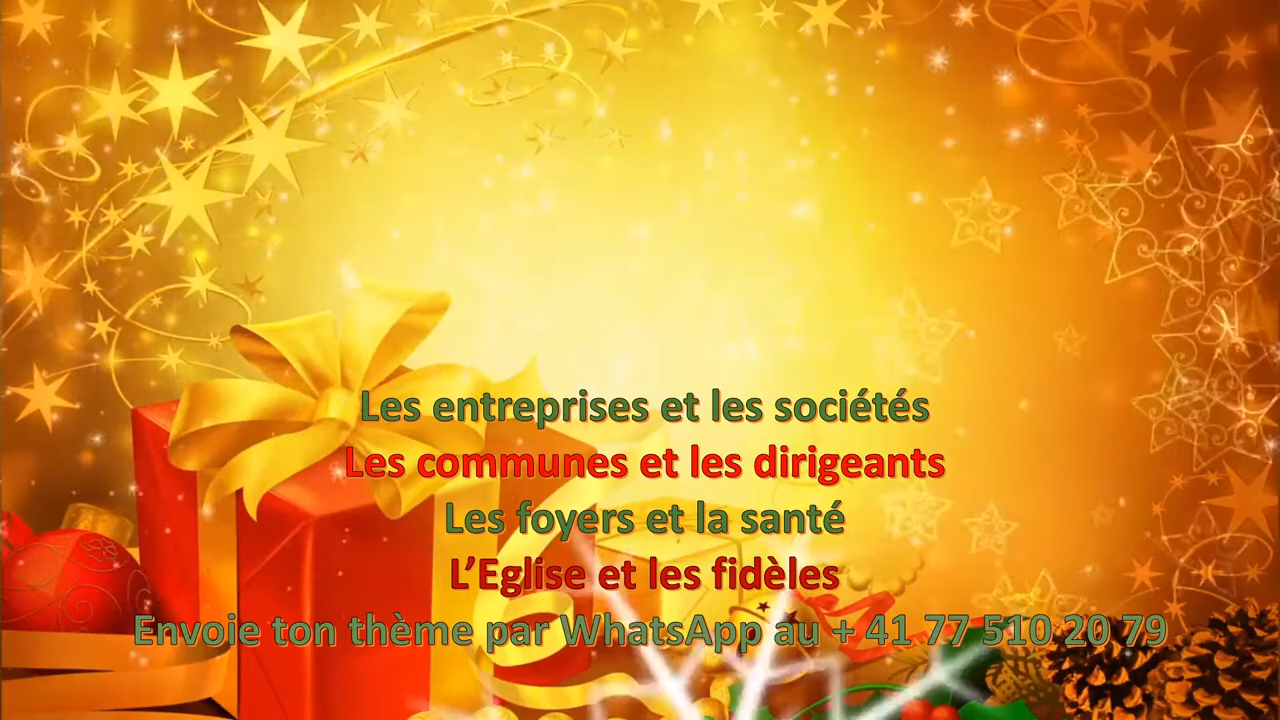 Les entreprises et les sociétés
Les communes et les dirigeants
Les foyers et la santé
L’Eglise et les fidèles
Envoie ton thème par WhatsApp au + 41 77 510 20 79